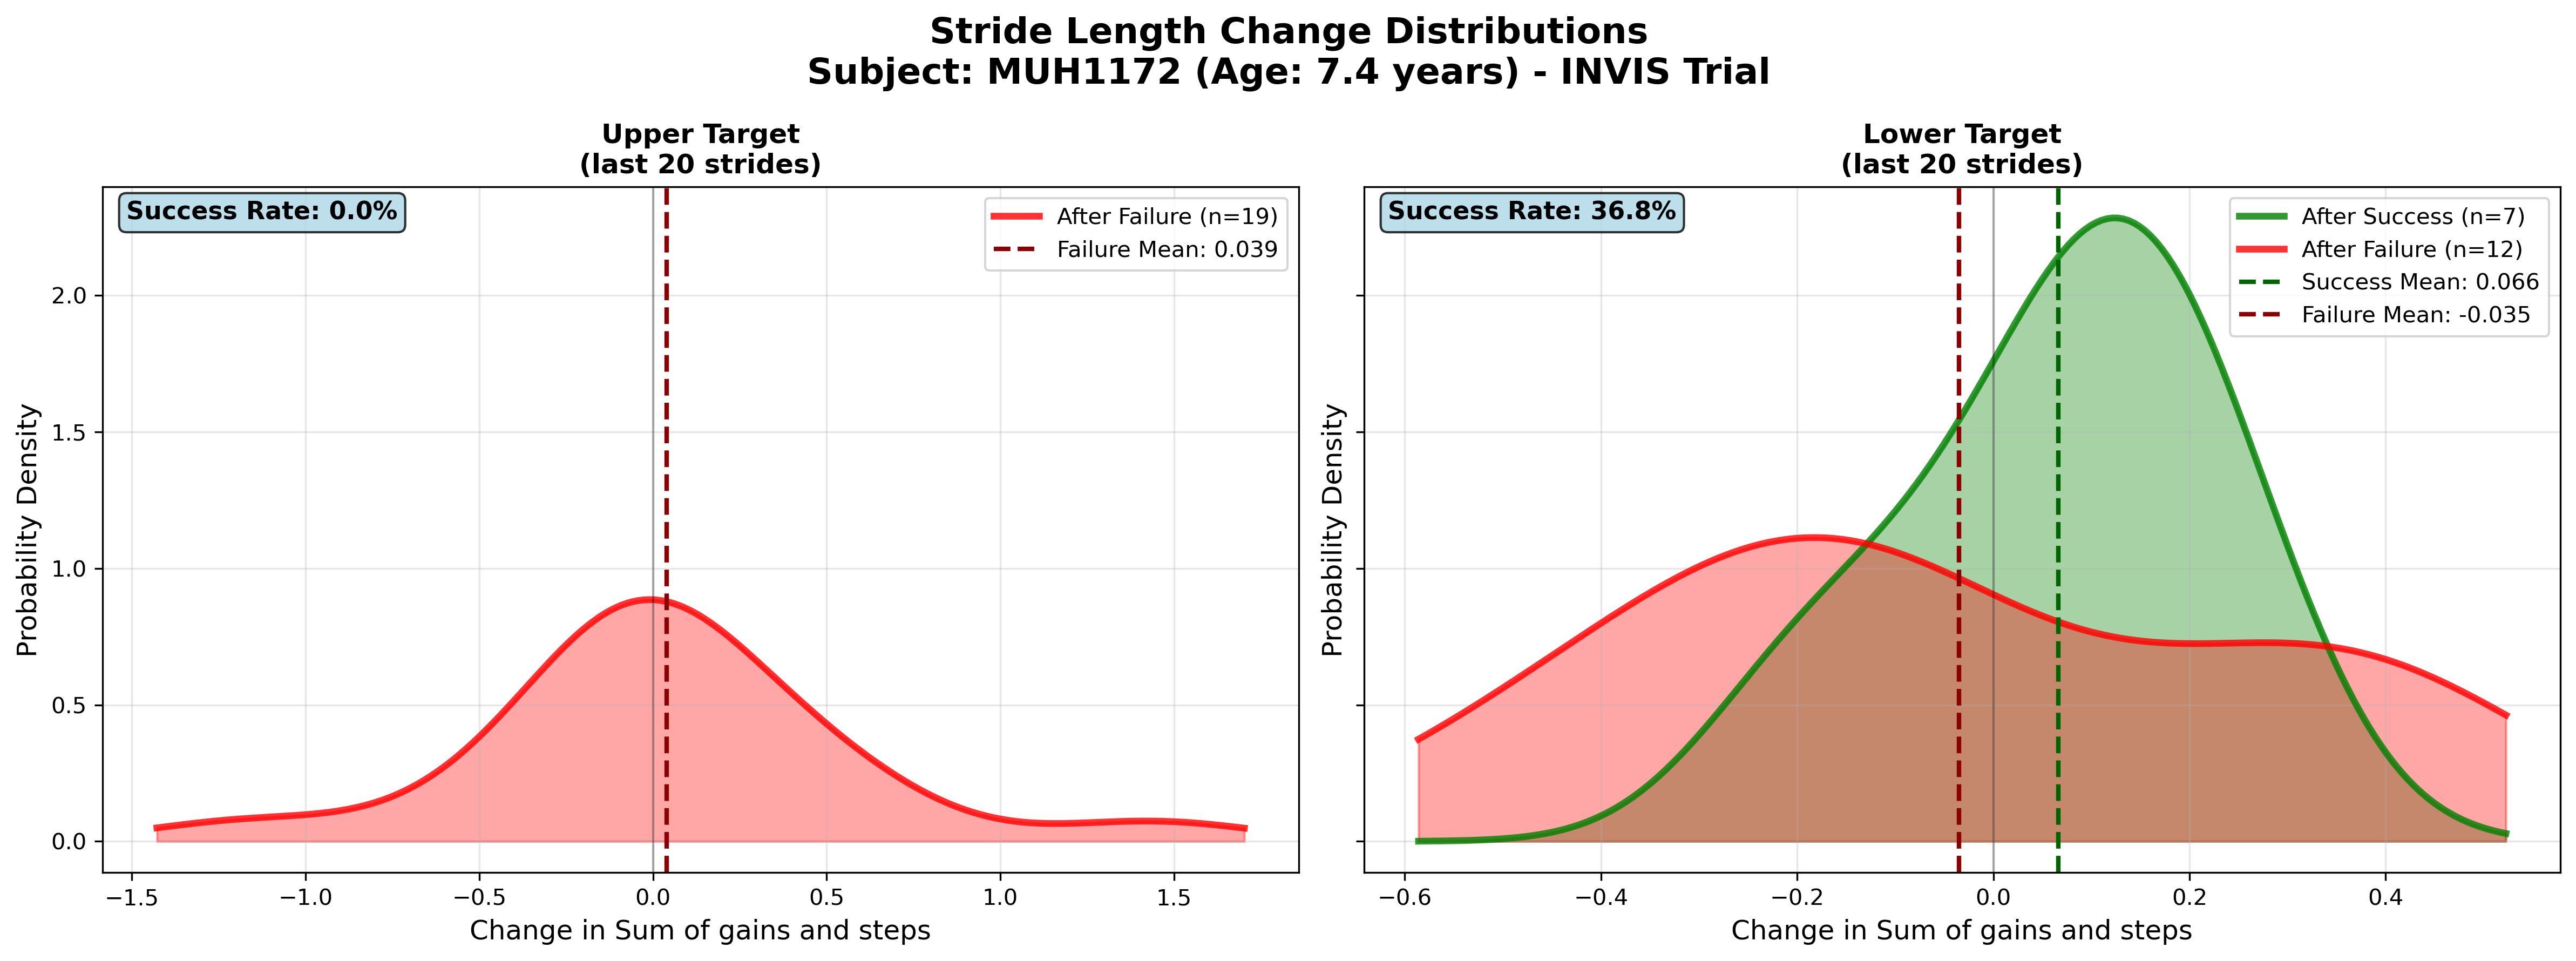 Stride Length Change Distributions
Subject: MUH1172 (Age: 7.4 years) - INVIS Trial
Upper Target
(last 20 strides)
Success Rate: 0.0%
After Failure (n=19)
Failure Mean: 0.039
Probability Density
2.0
1.5
1.0
0.5
0.0
−1.5 −1.0 −0.5 0.0 0.5 1.0 1.5
Change in Sum of gains and steps
Lower Target
(last 20 strides)
Success Rate: 36.8%
After Success (n=7)
After Failure (n=12)
Success Mean: 0.066
Failure Mean: -0.035
Probability Density
−0.6 −0.4 −0.2 0.0 0.2 0.4
Change in Sum of gains and steps